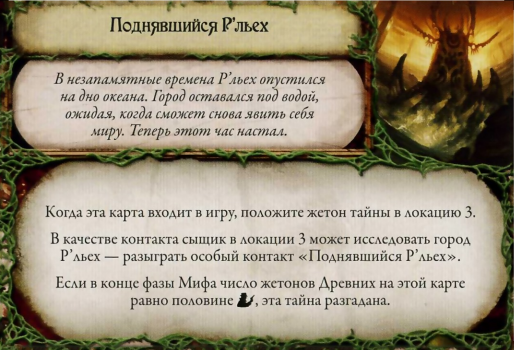 Поднявшийся Р'льех
В незапамятные времена Р'льех опустился
на дно океана. Город оставался под водой,
ожидая, когда сможет снова явить себя
миру. Теперь этот час настал.
Когда эта карта входит в игру, положите жетон тайны в локацию 3.
В качестве контакта сыщик в локации 3 может исследовать город
Р'льех — разыграть особый контакт «Поднявшийся Р'льех».
Если в конце фазы Мифа число жетонов Древних на этой карте
равно половине , эта тайна разгадана.